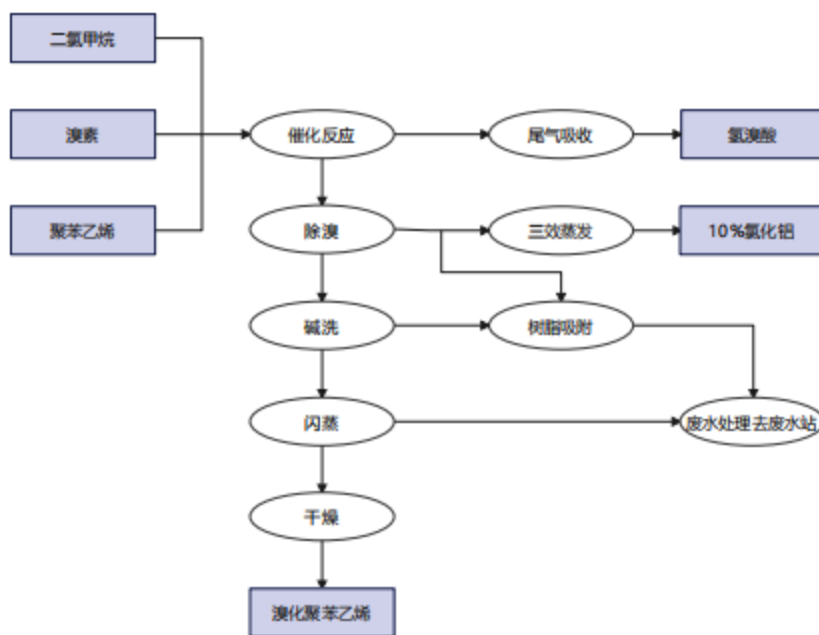 二氯甲烷
溴素
催化反应
尾气吸收
氢溴酸
聚苯乙烯
除溴
三效蒸发
10%氯化铝
碱洗
树脂吸附
闪蒸
废水处理去废水站
干燥
溴化聚苯乙烯